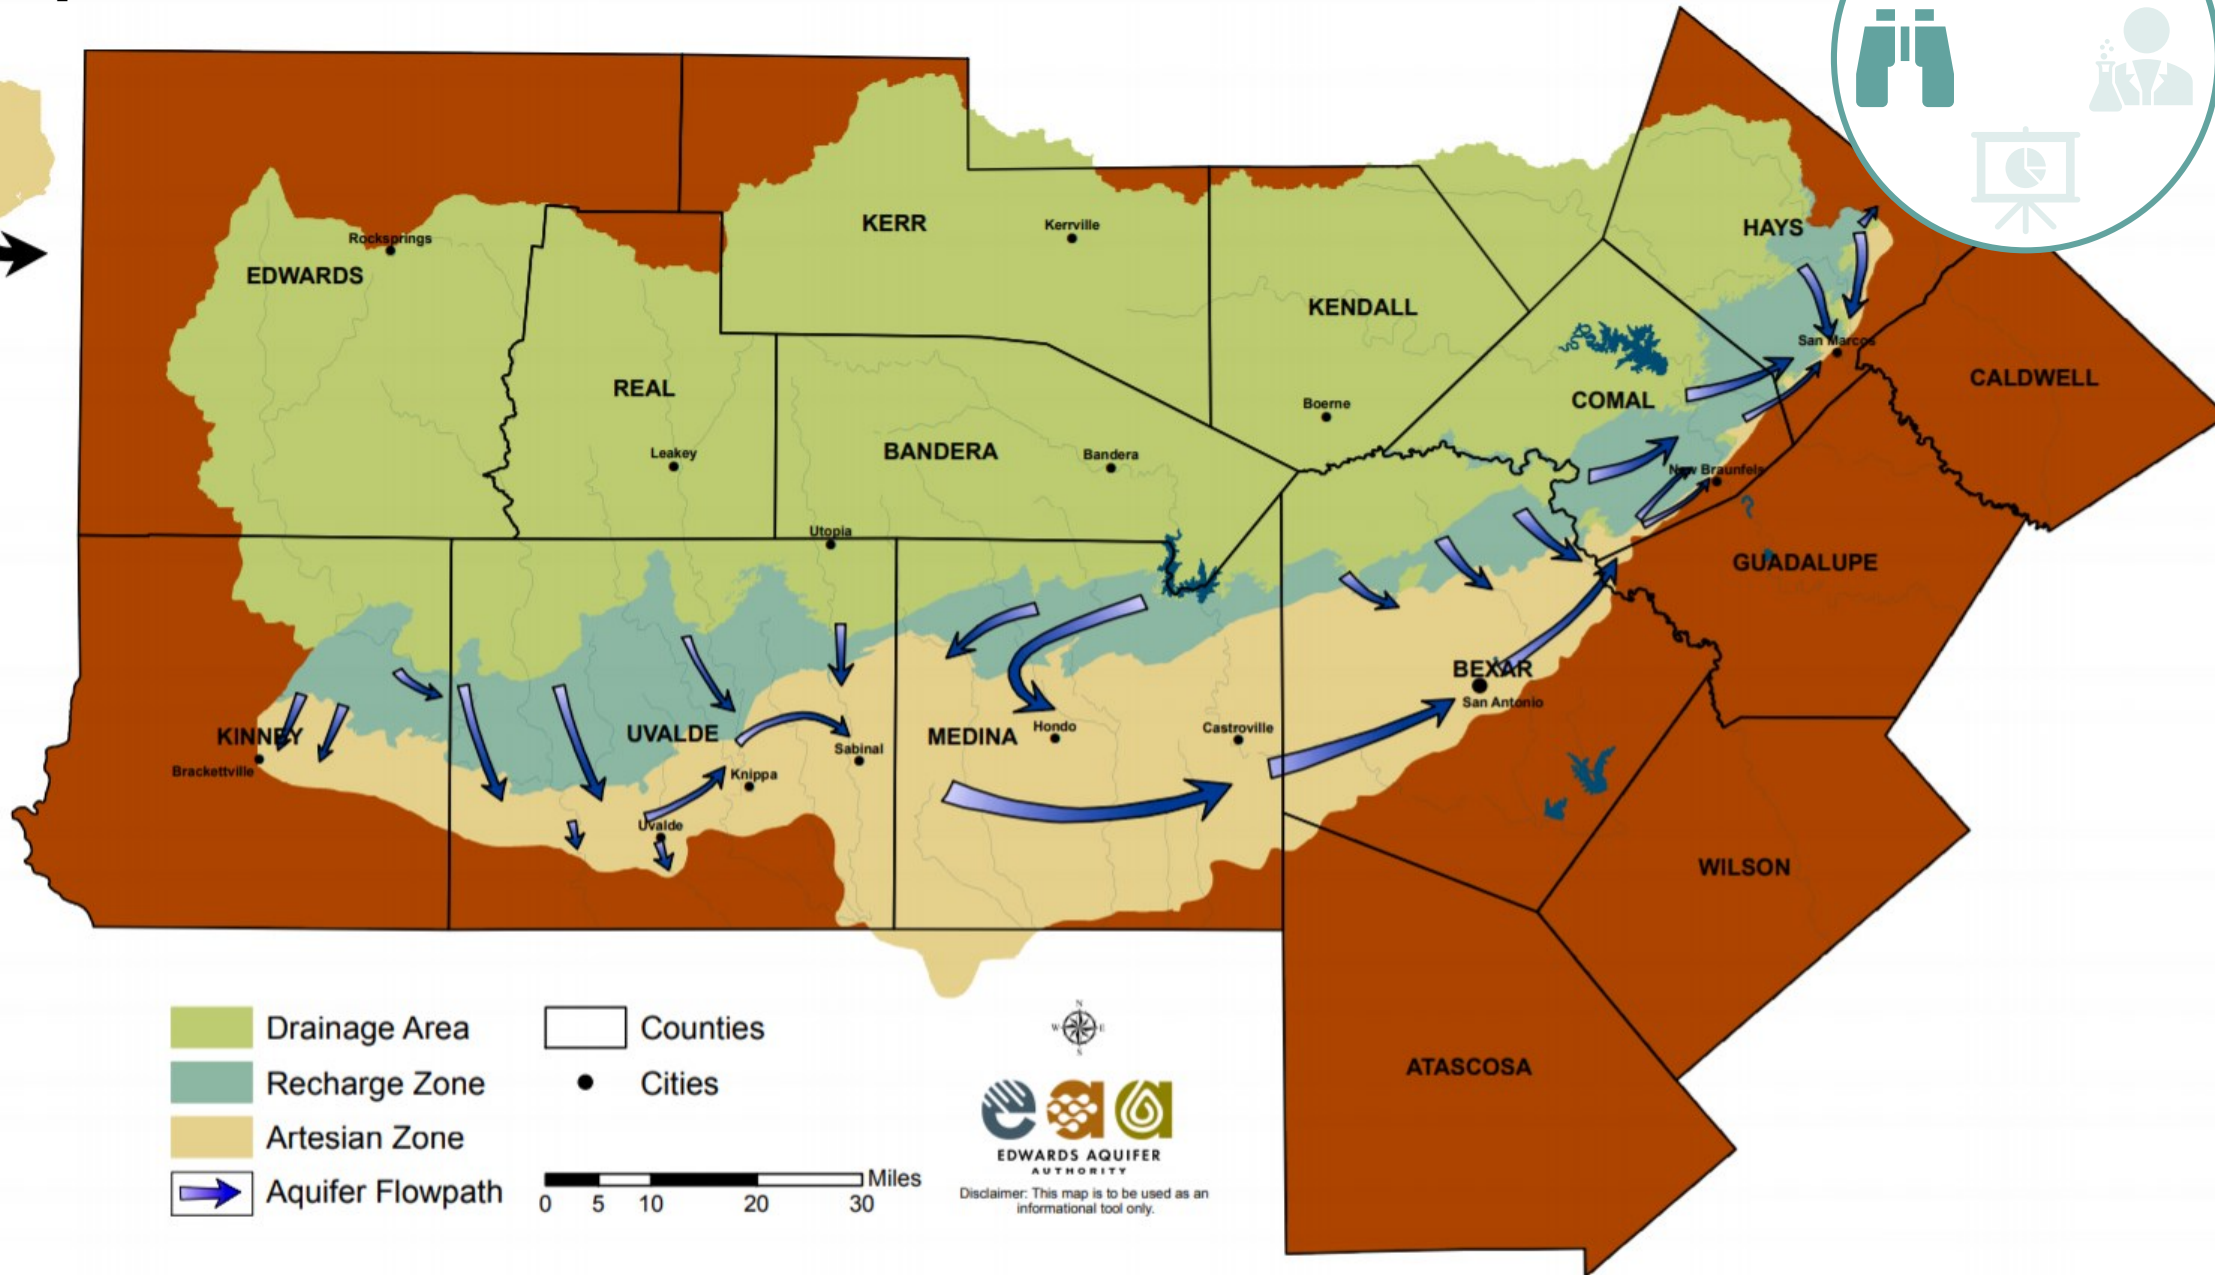 KERR
Kerrville
HAYS
Rocksprings
EDWARDS
KENDALL
San Marcos
CALDWELL
REAL
COMAL
Boerne
Leakey
BANDERA
Bandera
New Braunfels
Utopia
GUADALUPE
BEXAR
San Antonio
KINNEY
UVALDE
MEDINA
Hondo
Castroville
Sabinal
Brackettville
Knippa
Uvalde
WILSON
ATASCOSA
Drainage Area
Recharge Zone
Artesian Zone
Aquifer Flowpath
Counties
Cities
Miles
0 5 10 20 30
N
W E
S
eaa
EDWARDS AQUIFER
AUTHORITY
Disclaimer: This map is to be used as an
informational tool only.